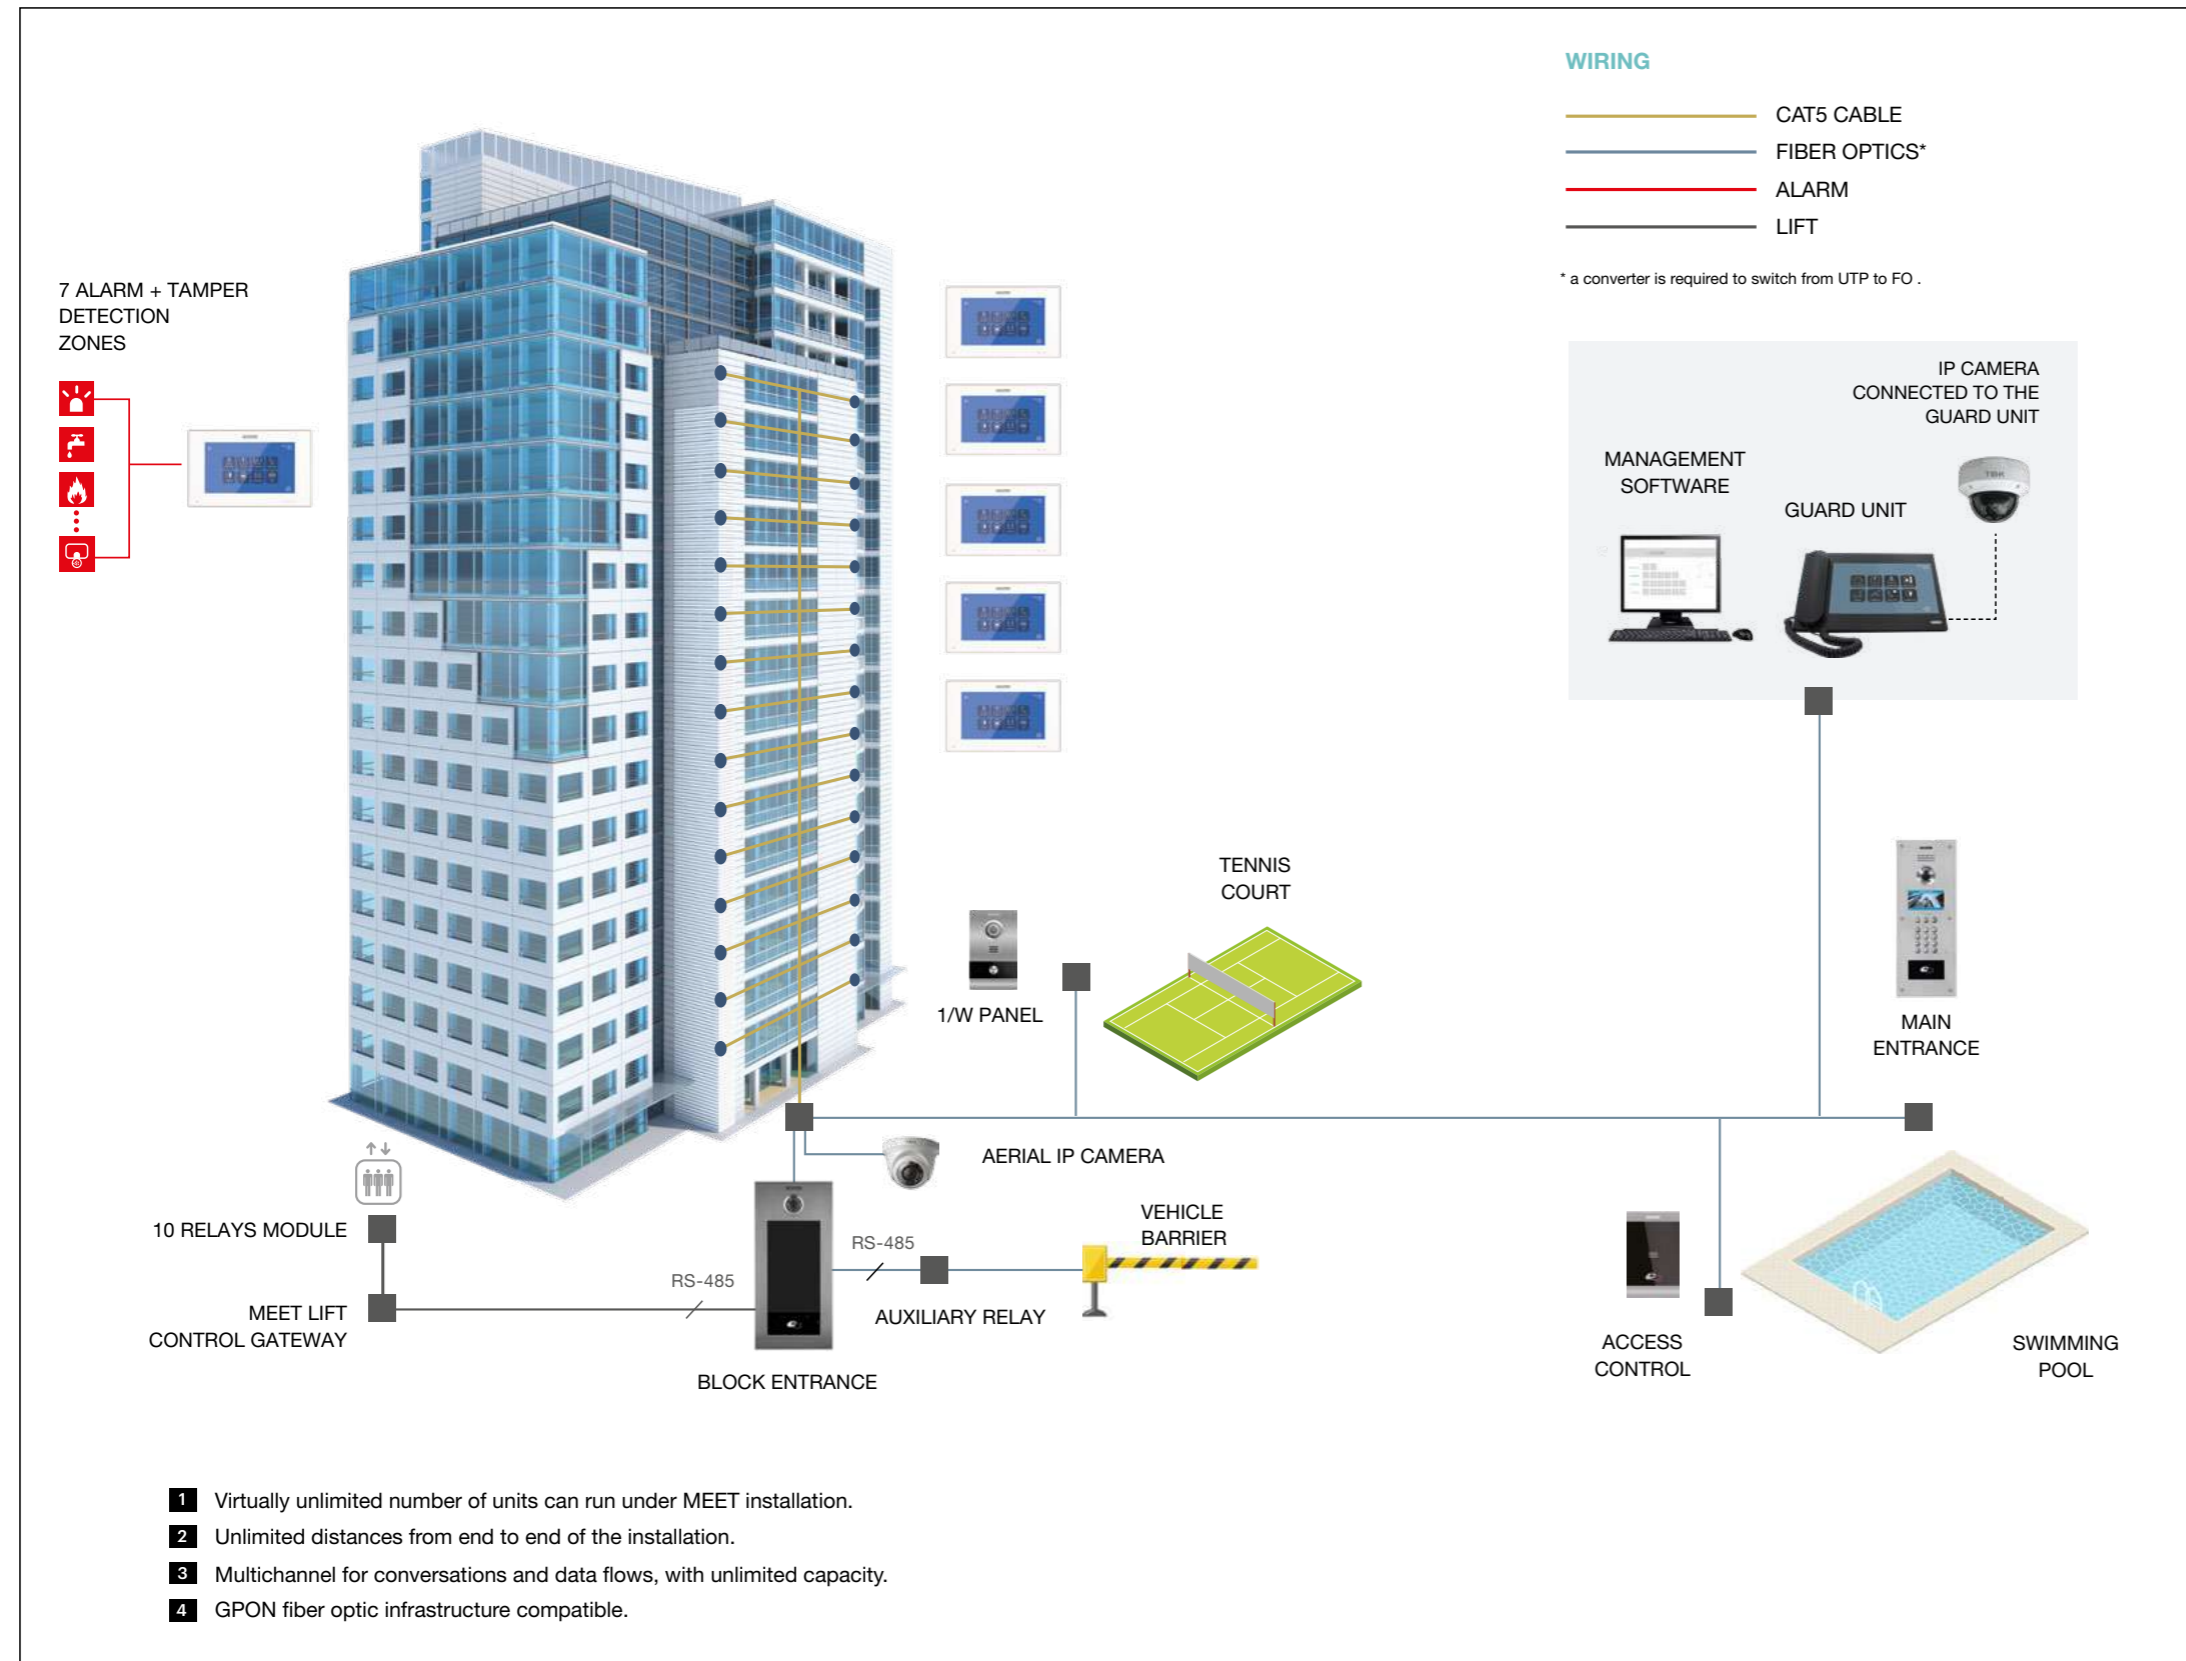 WIRING
CAT5 CABLE
FIBER OPTICS*
ALARM
LIFT
* a converter is required to switch from UTP to FO .
7 ALARM + TAMPER
DETECTION
ZONES
IP CAMERA
CONNECTED TO THE
GUARD UNIT
MANAGEMENT
SOFTWARE
TBK
GUARD UNIT
TENNIS
COURT
1/W PANEL
MAIN
ENTRANCE
AERIAL IP CAMERA
10 RELAYS MODULE
VEHICLE
BARRIER
RS-485
RS-485
MEET LIFT
CONTROL GATEWAY
AUXILIARY RELAY
BLOCK ENTRANCE
ACCESS
CONTROL
SWIMMING
POOL
1 Virtually unlimited number of units can run under MEET installation.
2 Unlimited distances from end to end of the installation.
3 Multichannel for conversations and data flows, with unlimited capacity.
4 GPON fiber optic infrastructure compatible.